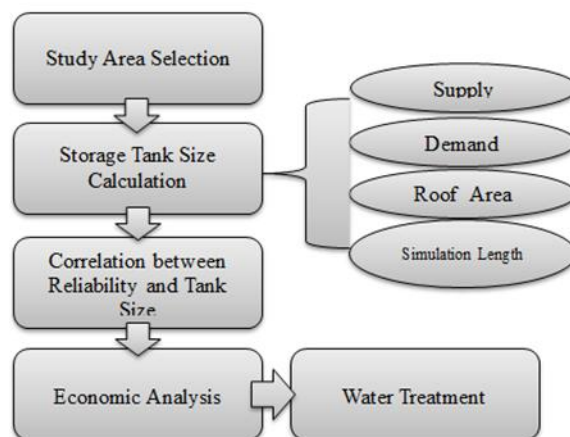 Study Area Selection
Supply
Storage Tank Size
Calculation
Demand
Roof Area
Correlation between
Reliability and Tank
Size
Simulation Length
Economic Analysis
Water Treatment